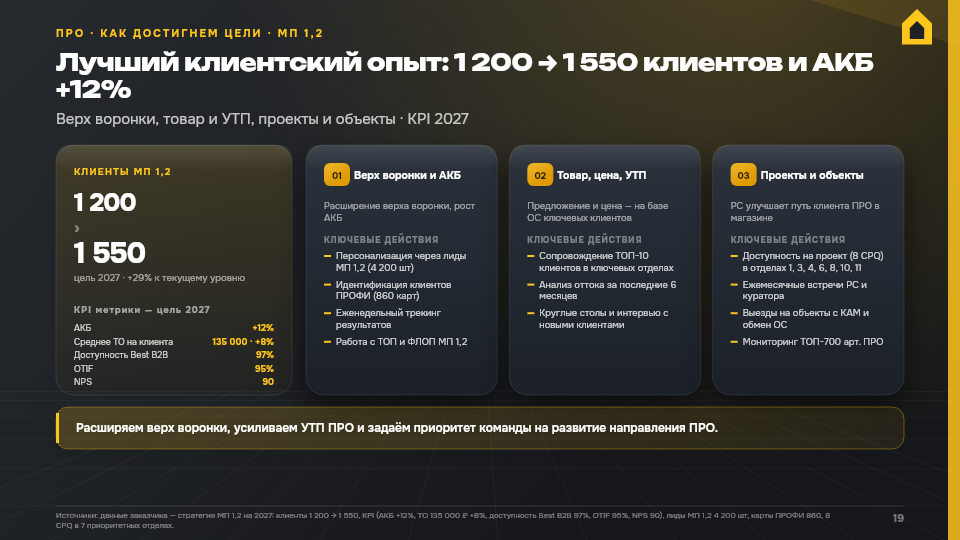 ПРО · КАК ДОСТИГНЕМ ЦЕЛИ · МП 1,2
Лучший клиентский опыт: 1 200 → 1 550 клиентов и АКБ
+12%
Верх воронки, товар и УТП, проекты и объекты · KPI 2027
КЛИЕНТЫ МП 1,2
1 200
›
1 550
цель 2027 · +29% к текущему уровню
KPI метрики — цель 2027
АКБ +12%
Среднее ТО на клиента 135 000 · +8%
Доступность Best B2B 97%
OTIF 95%
NPS 90
01 Верх воронки и АКБ
Расширение верха воронки, рост
АКБ
КЛЮЧЕВЫЕ ДЕЙСТВИЯ
Персонализация через лиды
МП 1,2 (4 200 шт)
Идентификация клиентов
ПРОФИ (860 карт)
Еженедельный трекинг
результатов
Работа с ТОП и ФЛОП МП 1,2
02 Товар, цена, УТП
Предложение и цена — на базе
ОС ключевых клиентов
КЛЮЧЕВЫЕ ДЕЙСТВИЯ
Сопровождение ТОП-10
клиентов в ключевых отделах
Анализ оттока за последние 6
месяцев
Круглые столы и интервью с
новыми клиентами
03 Проекты и объекты
РС улучшает путь клиента ПРО в
магазине
КЛЮЧЕВЫЕ ДЕЙСТВИЯ
Доступность на проект (8 CPQ)
в отделах 1, 3, 4, 6, 8, 10, 11
Ежемесячные встречи РС и
куратора
Выезды на объекты с КАМ и
обмен ОС
Мониторинг ТОП-700 арт. ПРО
Расширяем верх воронки, усиливаем УТП ПРО и задаём приоритет команды на развитие направления ПРО.
Источники: данные заказчика — стратегия МП 1,2 на 2027: клиенты 1 200 → 1 550, KPI (АКБ +12%, ТО 135 000 ₽ +8%, доступность Best B2B 97%, OTIF 95%, NPS 90), лиды МП 1,2 4 200 шт, карты ПРОФИ 860, 8
CPQ в 7 приоритетных отделах.
19